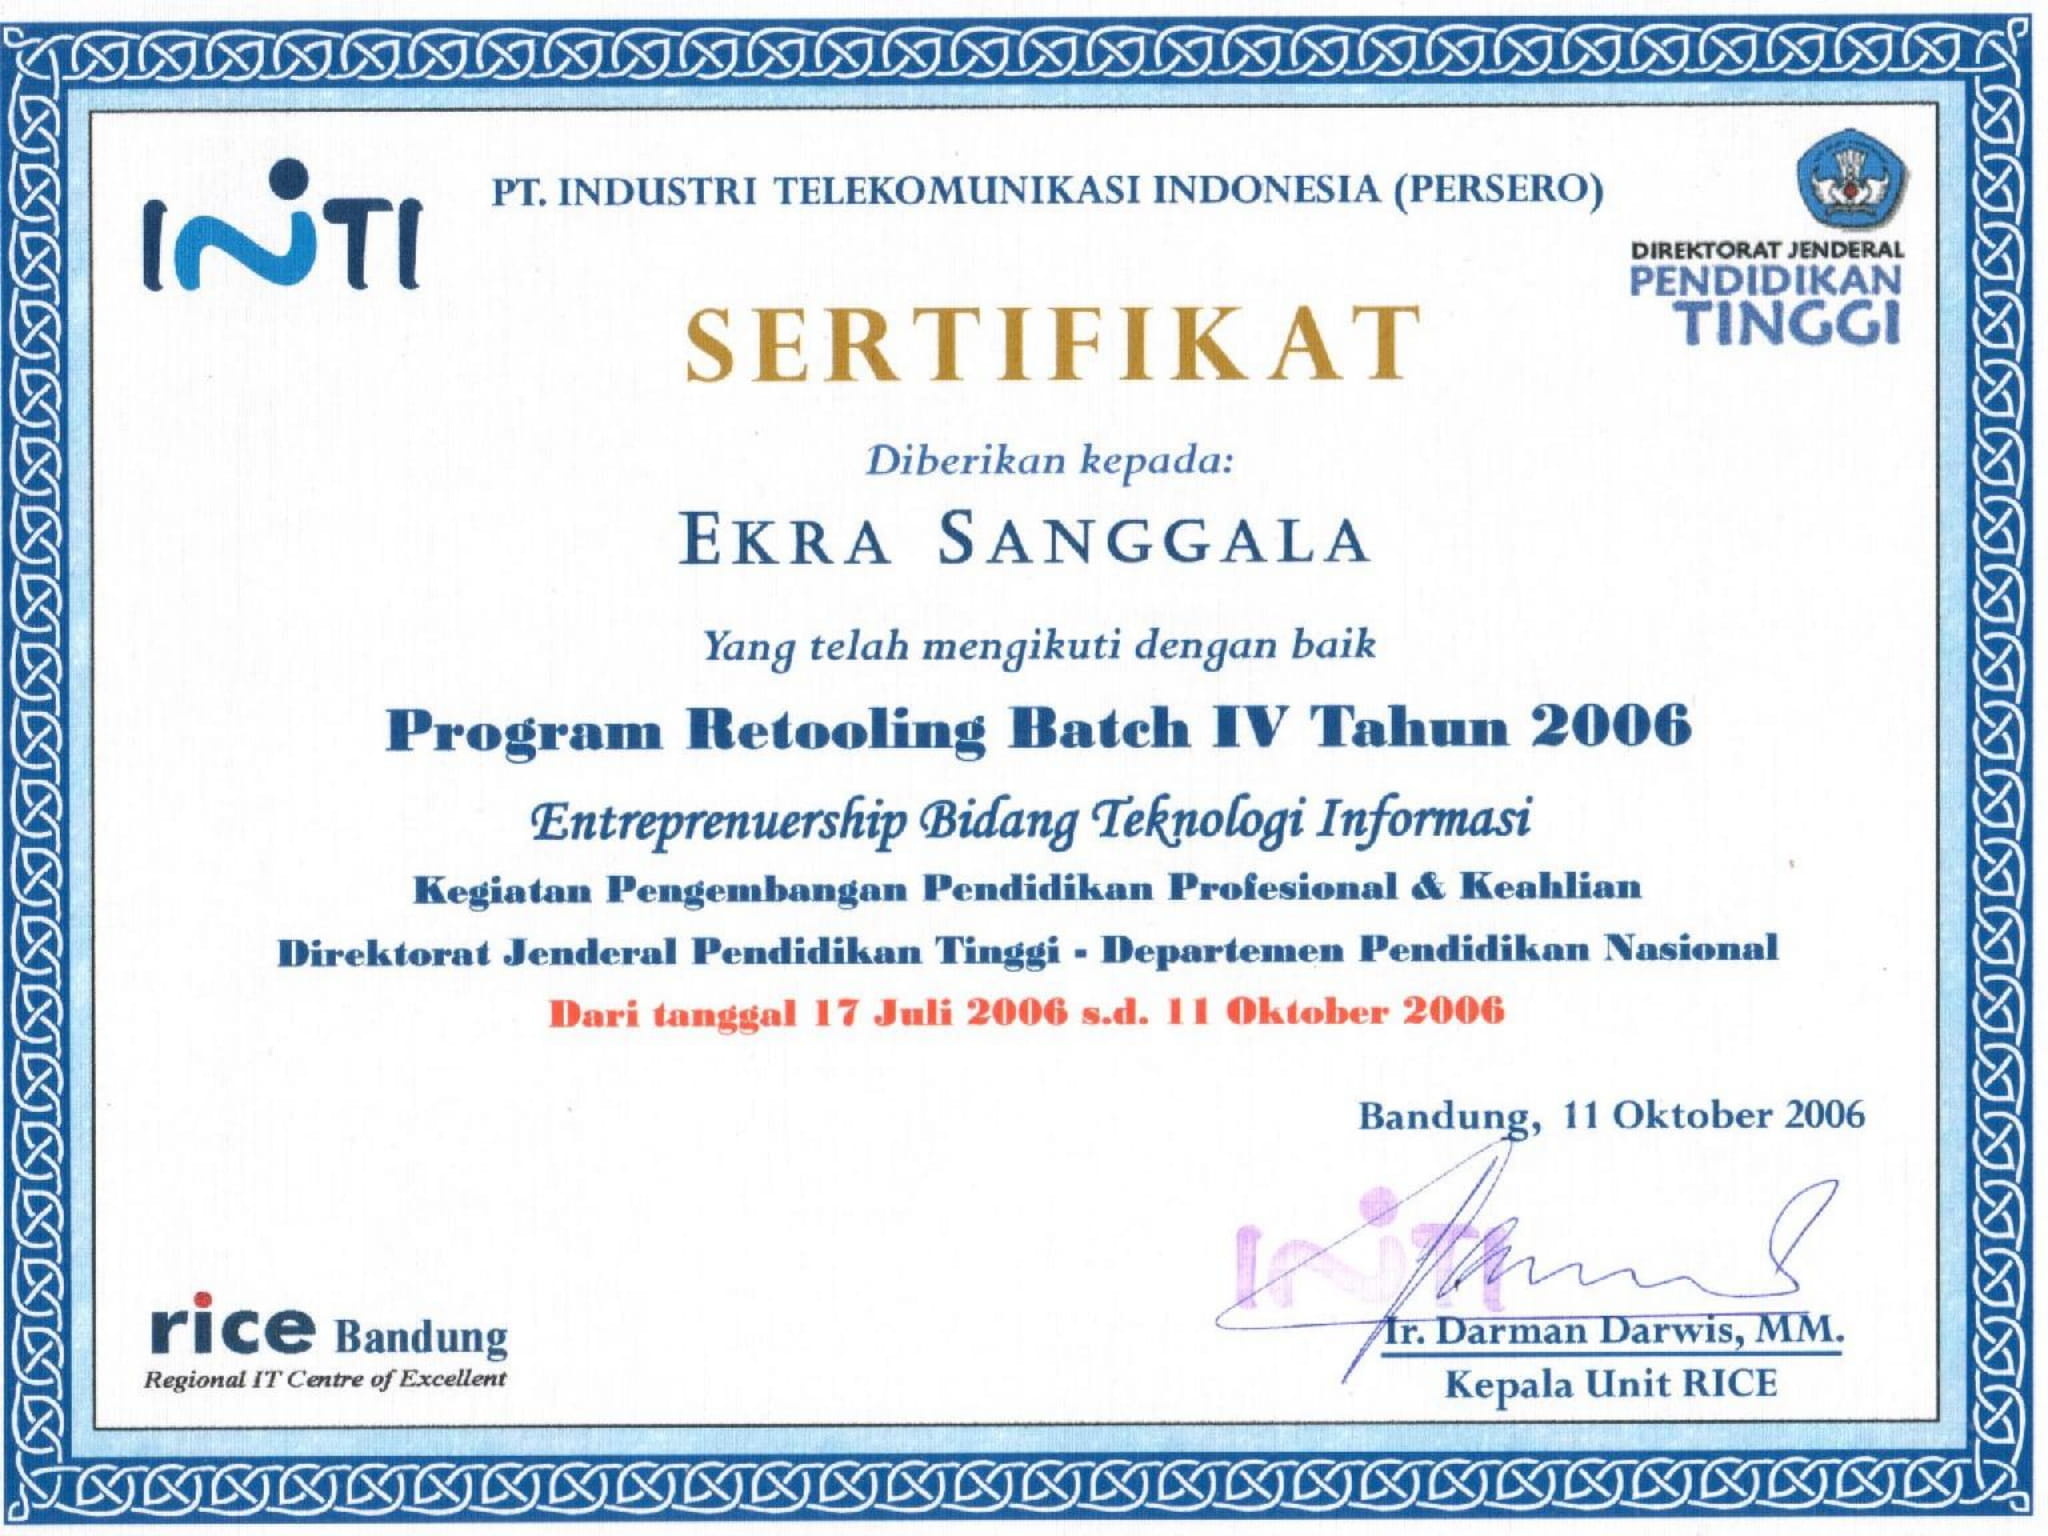 INTI
PT. INDUSTRI TELEKOMUNIKASI INDONESIA (PERSERO)
DIREKTORAT JENDERAL
PENDIDIKAN
TINGGI
SERTIFIKAT
Diberikan kepada:
EKRA SANGGALA
Yang telah mengikuti dengan baik
Program Retooling Batch IV Tahun 2006
Entreprenuership Bidang Teknologi Informasi
Kegiatan Pengembangan Pendidikan Profesional & Keahlian
Direktorat Jenderal Pendidikan Tinggi - Departemen Pendidikan Nasional
Dari tanggal 17 Juli 2006 s.d. 11 Oktober 2006
Bandung, 11 Oktober 2006
INTI
Ir. Darman Darwis, MM.
Kepala Unit RICE
rice Bandung
Regional IT Centre of Excellent